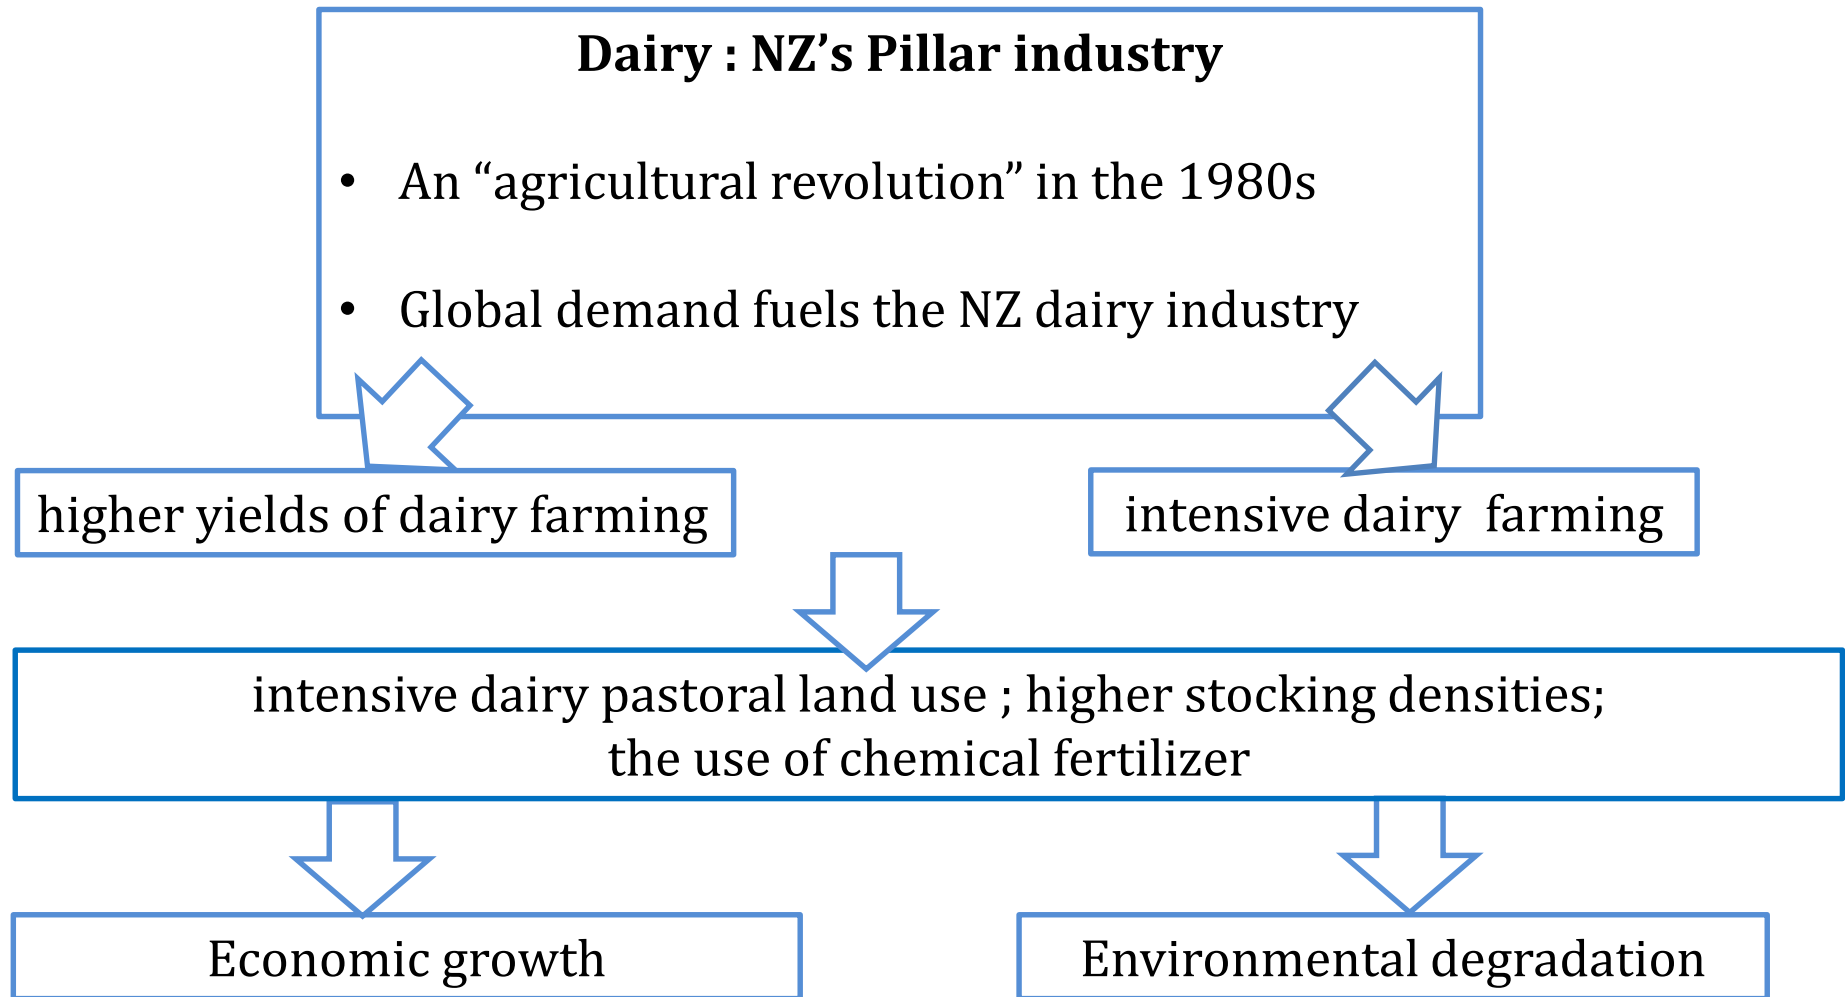 Dairy : NZ’s Pillar industry
• An “agricultural revolution” in the 1980s
• Global demand fuels the NZ dairy industry
higher yields of dairy farming
intensive dairy  farming
intensive dairy pastoral land use ; higher stocking densities;
the use of chemical fertilizer
Economic growth
Environmental degradation